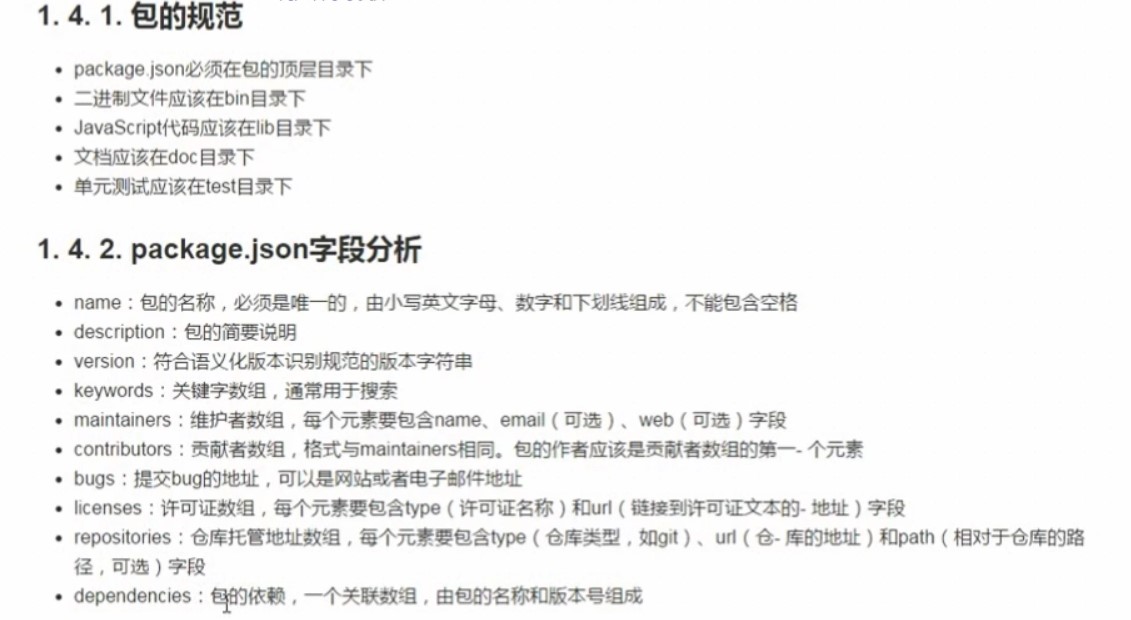 1. 4. 1. 包的规范
package.json必须在包的顶层目录下
二进制文件应该在bin目录下
JavaScript代码应该在lib目录下
文档应该在doc目录下
单元测试应该在test目录下
1. 4. 2. package.json字段分析
name：包的名称，必须是唯一的，由小写英文字母、数字和下划线组成，不能包含空格
description：包的简要说明
version：符合语义化版本识别规范的版本字符串
keywords：关键字数组，通常用于搜索
maintainers：维护者数组，每个元素要包含name、email（可选）、web（可选）字段
contributors：贡献者数组，格式与maintainers相同。包的作者应该是贡献者数组的第一- 个元素
bugs：提交bug的地址，可以是网站或者电子邮件地址
licenses：许可证数组，每个元素要包含type（许可证名称）和url（链接到许可证文本的- 地址）字段
repositories：仓库托管地址数组，每个元素要包含type（仓库类型，如git）、url（仓- 库的地址）和path（相对于仓库的路
径，可选）字段
dependencies：包的依赖，一个关联数组，由包的名称和版本号组成